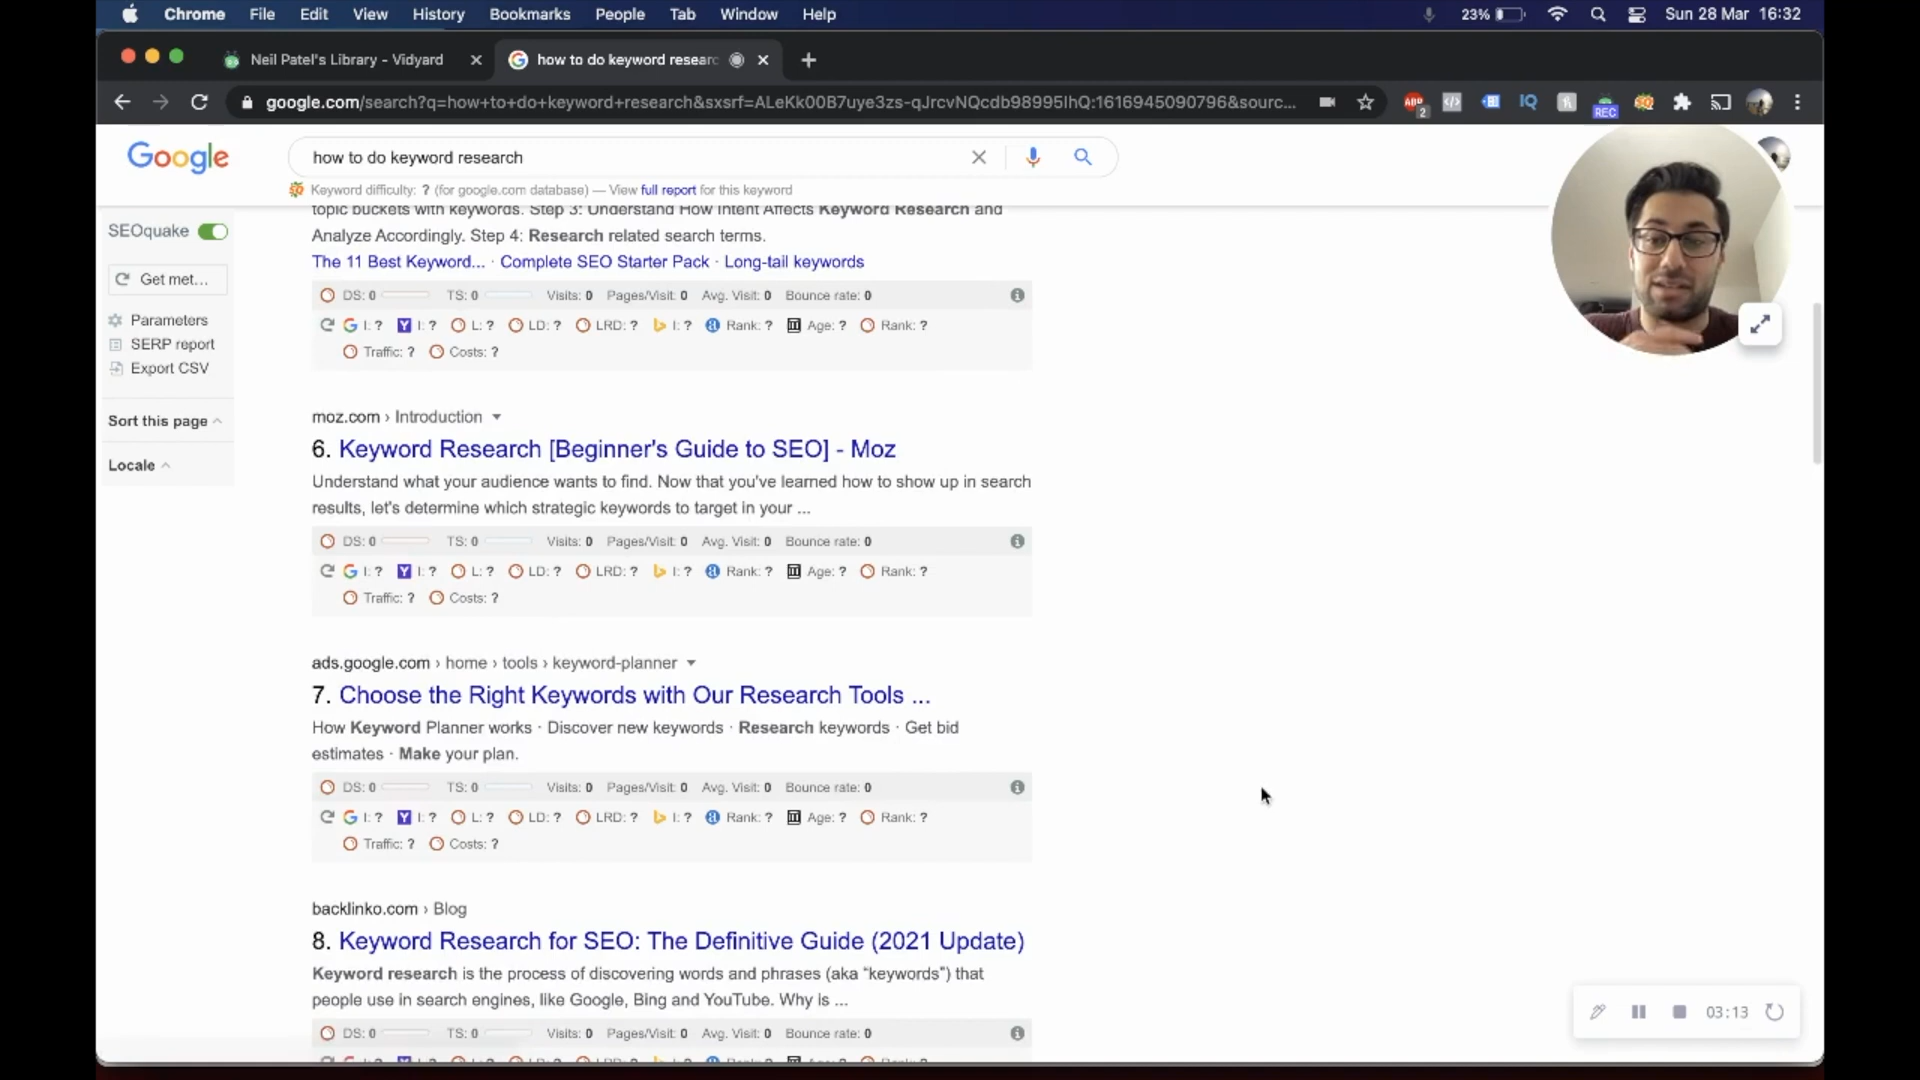 Chrome File Edit View History Bookmarks People Tab Window Help 23% Sun 28 Mar 16:32
Neil Patel's Library - Vidyard how to do keyword researc
google.com/search?q=how+to+do+keyword+research&sxsrf=ALeKk00B7uye3zs-qJrcvNQcdb98995IhQ:1616945090796&sourc... ABP 2 IQ REC
Google how to do keyword research
Keyword difficulty: ? (for google.com database) — View full report for this keyword
SEOquake
Get met...
Parameters
SERP report
Export CSV
Sort this page
Locale
topic buckets with keywords. Step 3: Understand How Intent Affects Keyword Research and
Analyze Accordingly. Step 4: Research related search terms.
The 11 Best Keyword... · Complete SEO Starter Pack · Long-tail keywords
DS: 0 TS: 0 Visits: 0 Pages/Visit: 0 Avg. Visit: 0 Bounce rate: 0
I: ? I: ? L: ? LD: ? LRD: ? I: ? Rank: ? Age: ? Rank: ?
Traffic: ? Costs: ?
moz.com › Introduction
6. Keyword Research [Beginner's Guide to SEO] - Moz
Understand what your audience wants to find. Now that you've learned how to show up in search
results, let's determine which strategic keywords to target in your ...
DS: 0 TS: 0 Visits: 0 Pages/Visit: 0 Avg. Visit: 0 Bounce rate: 0
I: ? I: ? L: ? LD: ? LRD: ? I: ? Rank: ? Age: ? Rank: ?
Traffic: ? Costs: ?
ads.google.com › home › tools › keyword-planner
7. Choose the Right Keywords with Our Research Tools ...
How Keyword Planner works · Discover new keywords · Research keywords · Get bid
estimates · Make your plan.
DS: 0 TS: 0 Visits: 0 Pages/Visit: 0 Avg. Visit: 0 Bounce rate: 0
I: ? I: ? L: ? LD: ? LRD: ? I: ? Rank: ? Age: ? Rank: ?
Traffic: ? Costs: ?
backlinko.com › Blog
8. Keyword Research for SEO: The Definitive Guide (2021 Update)
Keyword research is the process of discovering words and phrases (aka “keywords”) that
people use in search engines, like Google, Bing and YouTube. Why is ...
DS: 0 TS: 0 Visits: 0 Pages/Visit: 0 Avg. Visit: 0 Bounce rate: 0
03:13